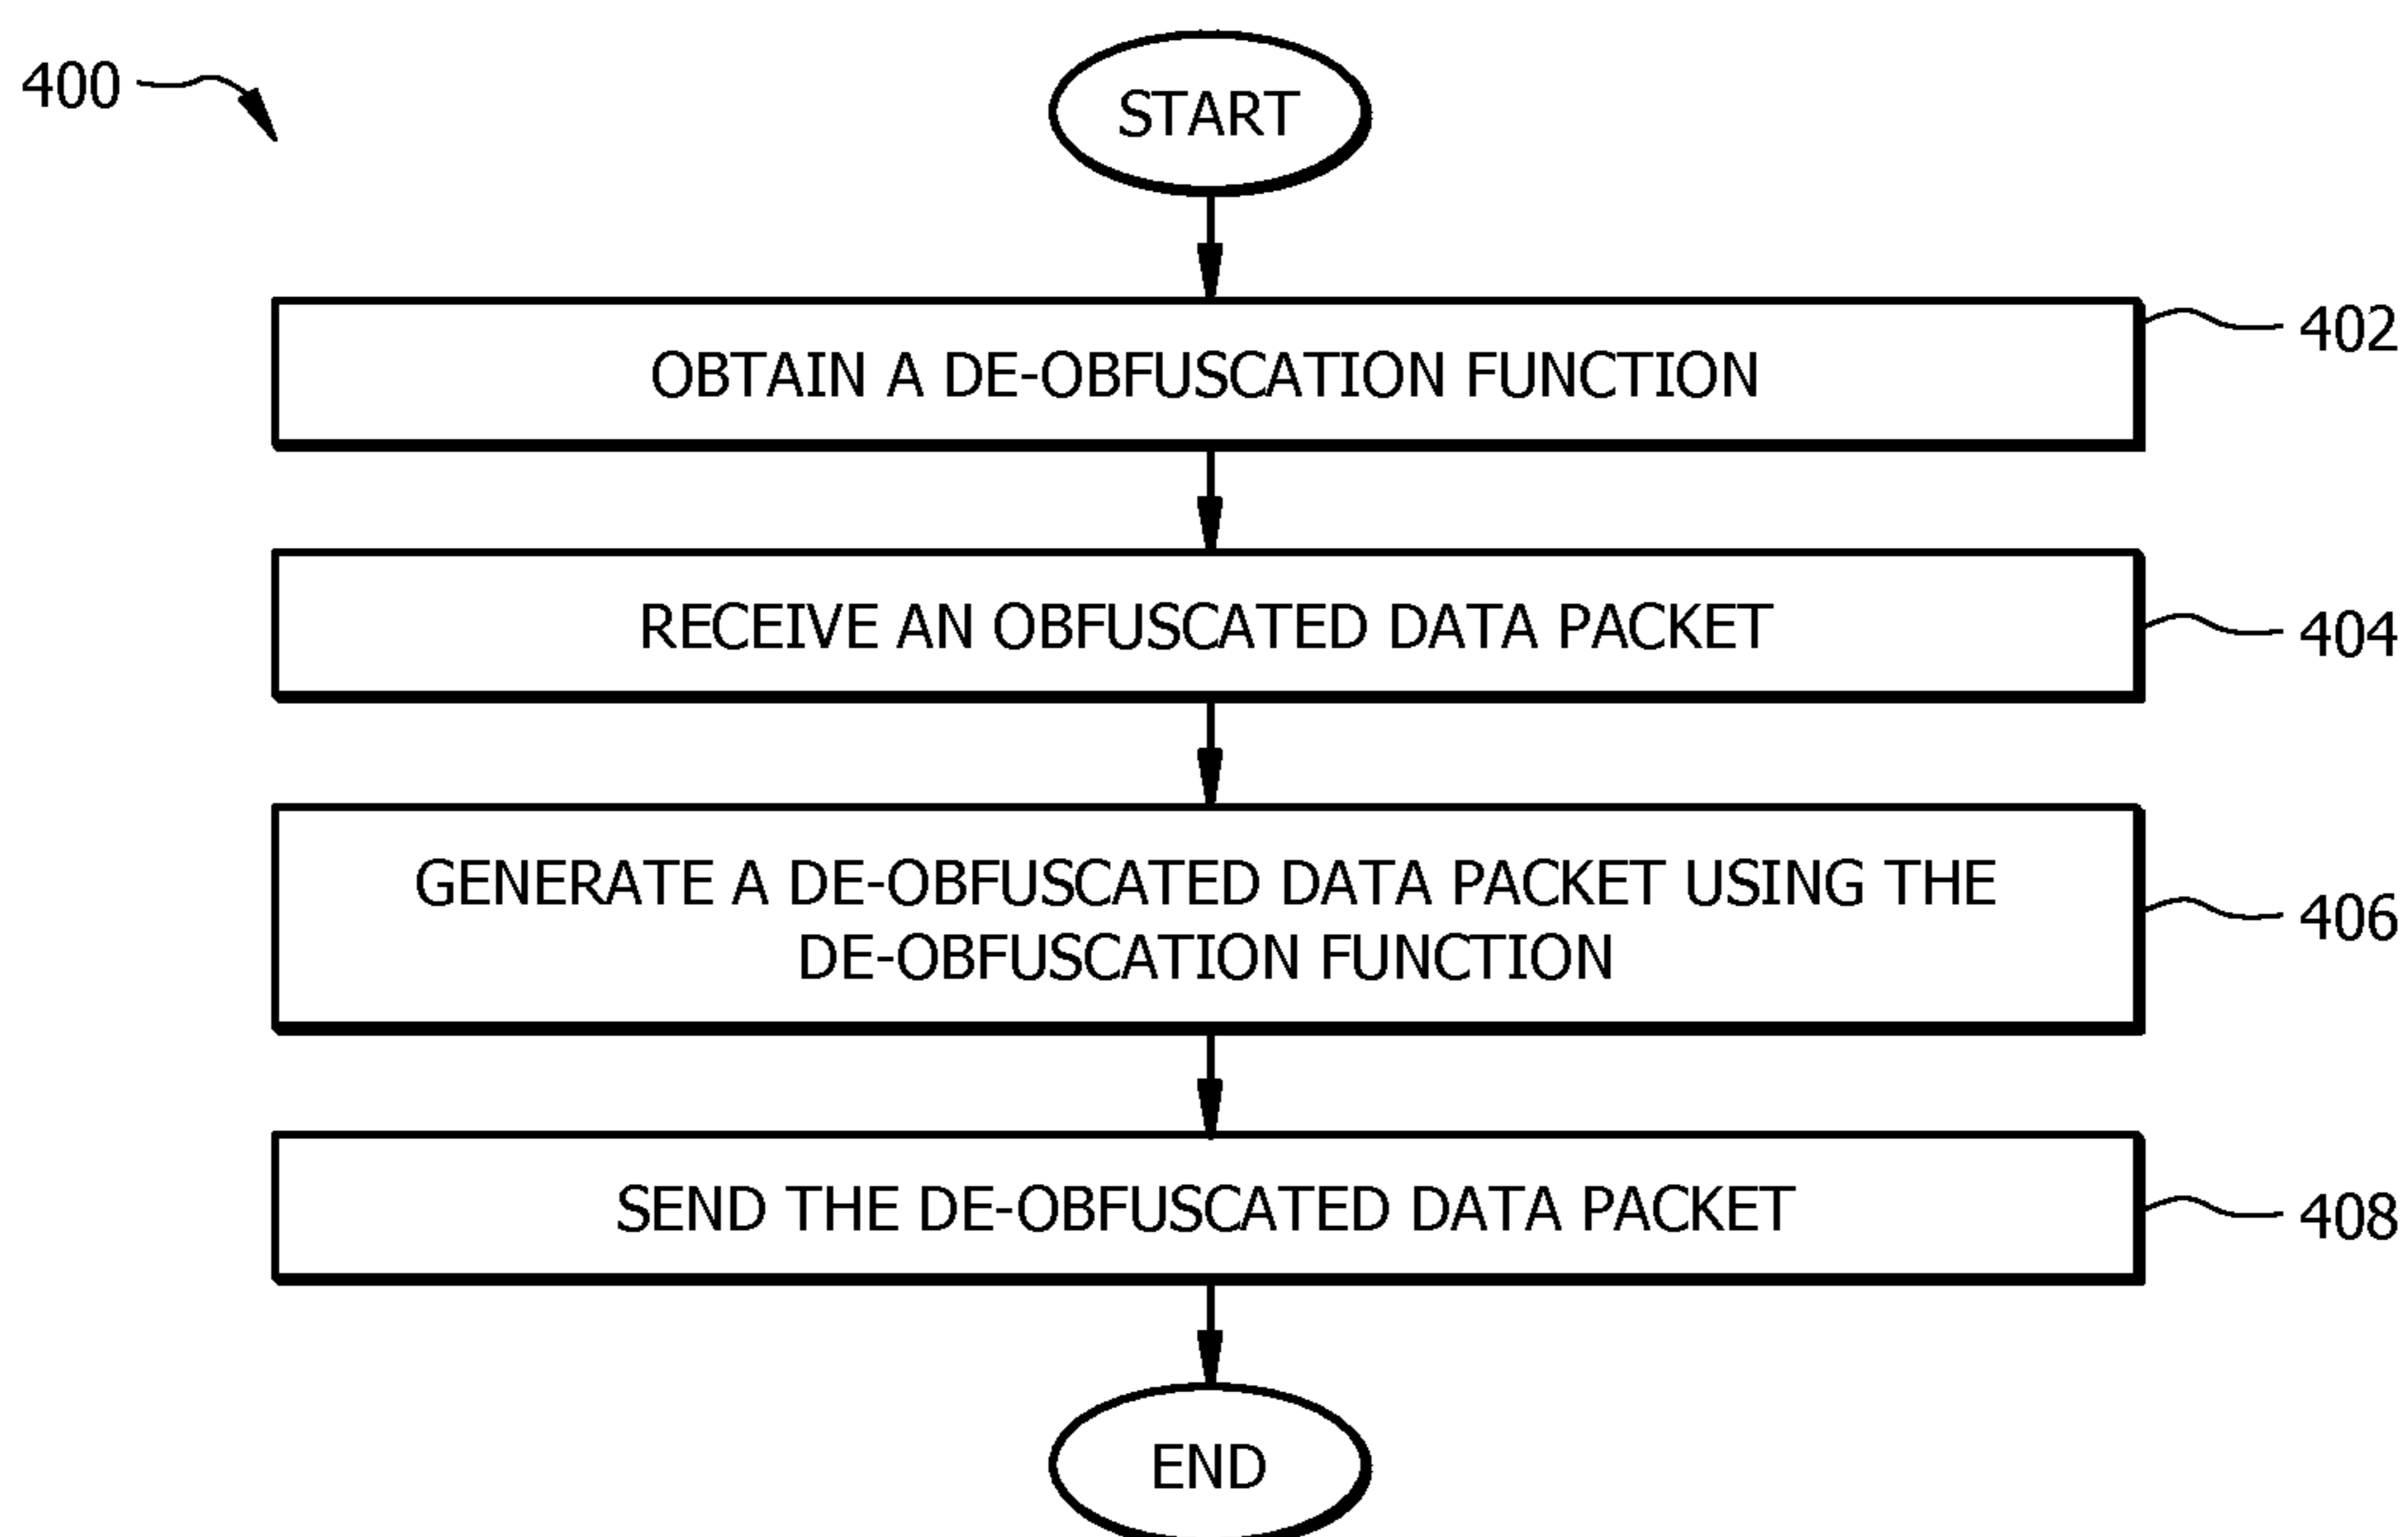 400
START
OBTAIN A DE-OBFUSCATION FUNCTION
402
RECEIVE AN OBFUSCATED DATA PACKET
404
GENERATE A DE-OBFUSCATED DATA PACKET USING THE
DE-OBFUSCATION FUNCTION
406
SEND THE DE-OBFUSCATED DATA PACKET
408
END